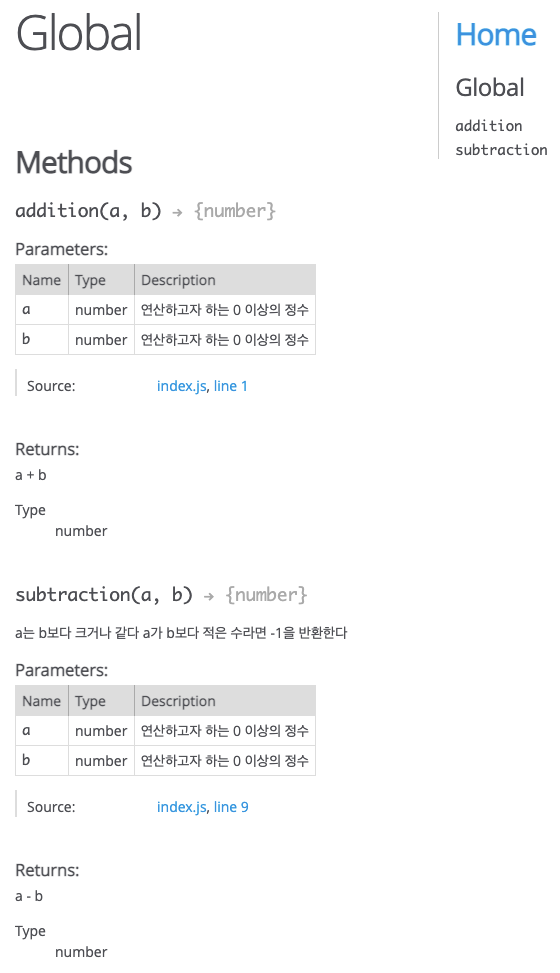 Global
Methods
addition(a, b) → {number}
Parameters:
Name Type Description
a number 연산하고자 하는 0 이상의 정수
b number 연산하고자 하는 0 이상의 정수
Source: index.js, line 1
Returns:
a + b
Type
number
subtraction(a, b) → {number}
a는 b보다 크거나 같다 a가 b보다 적은 수라면 -1을 반환한다
Parameters:
Name Type Description
a number 연산하고자 하는 0 이상의 정수
b number 연산하고자 하는 0 이상의 정수
Source: index.js, line 9
Returns:
a - b
Type
number
Home
Global
addition
subtraction